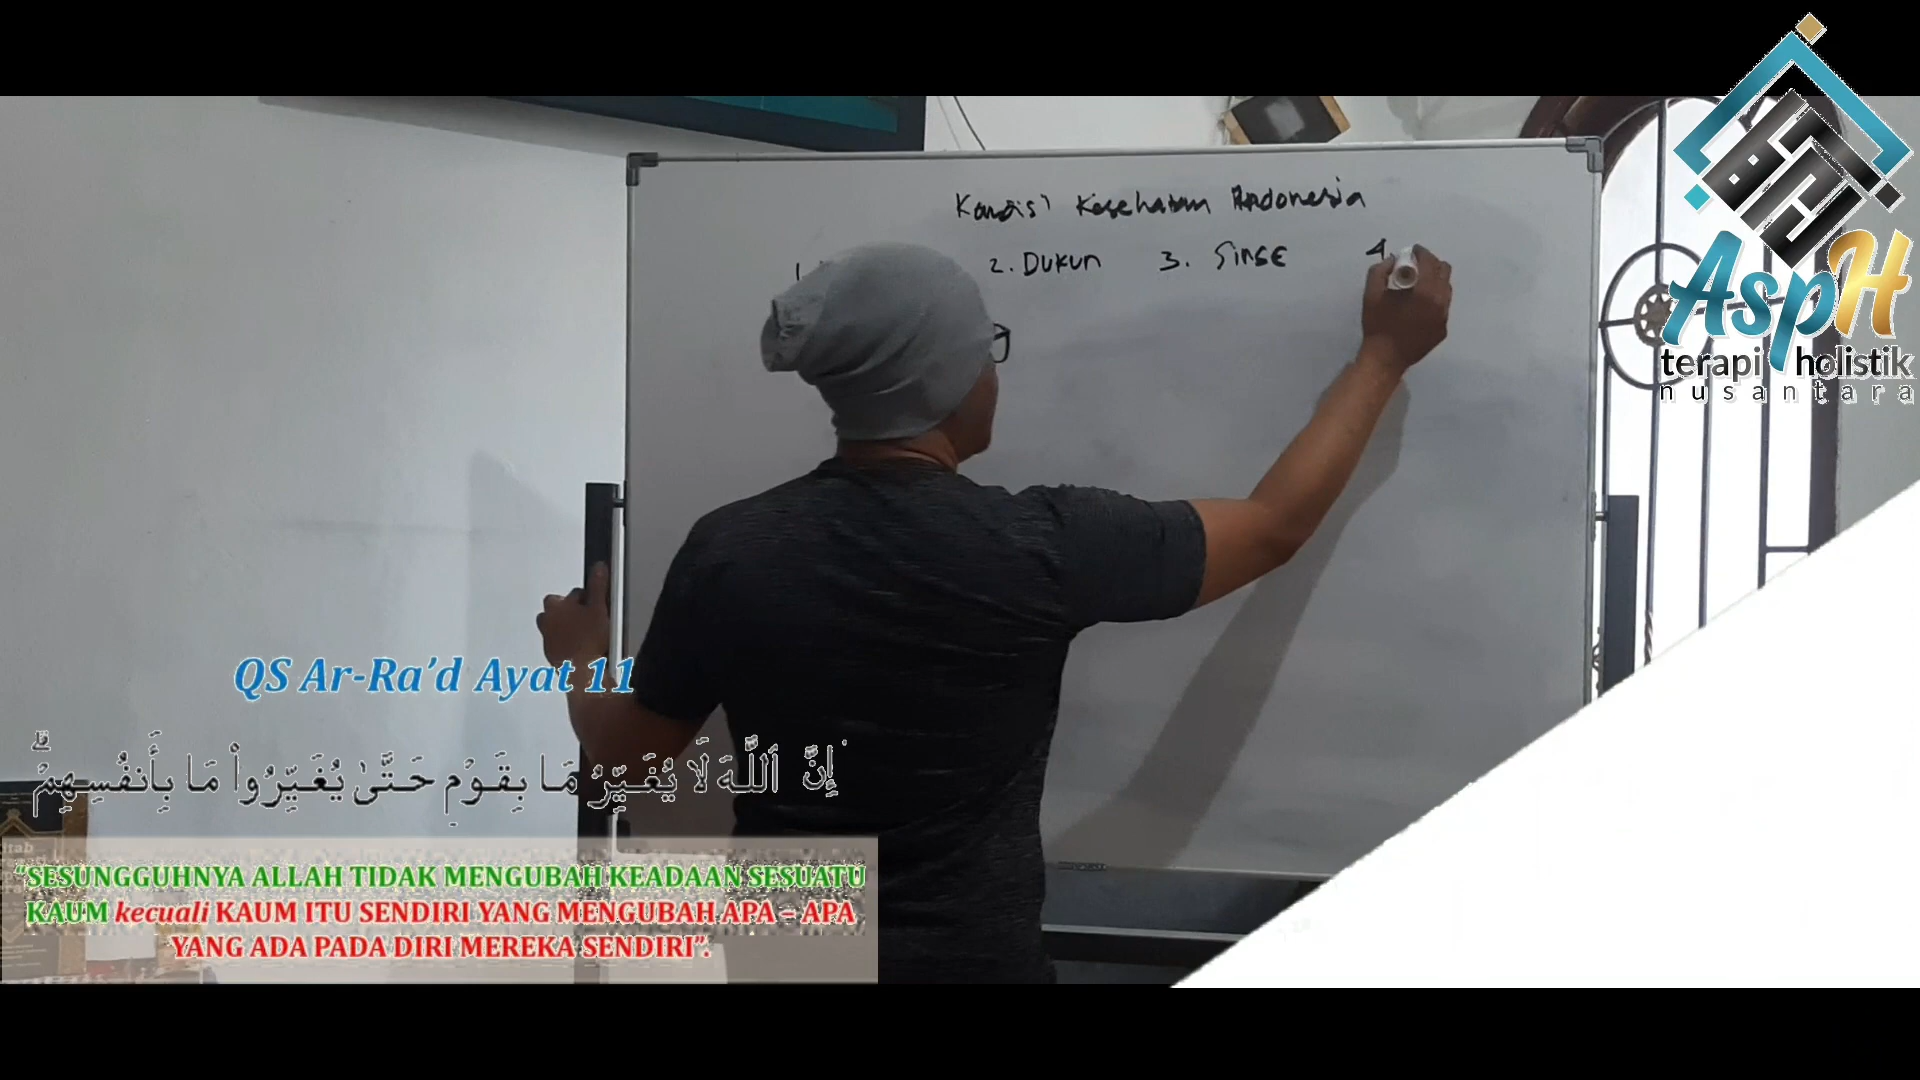 Kondisi Kesehatan Indonesia
1.
2. Dukun 3. Sinse 4.
AspH
terapi holistik
nusantara
QS Ar-Ra’d Ayat 11
إِنَّ ٱللَّهَ لَا يُغَيِّرُ مَا بِقَوْمٍ حَتَّىٰ يُغَيِّرُوا۟ مَا بِأَنفُسِهِمْ ۗ
“SESUNGGUHNYA ALLAH TIDAK MENGUBAH KEADAAN SESUATU
KAUM kecuali KAUM ITU SENDIRI YANG MENGUBAH APA – APA
YANG ADA PADA DIRI MEREKA SENDIRI”.